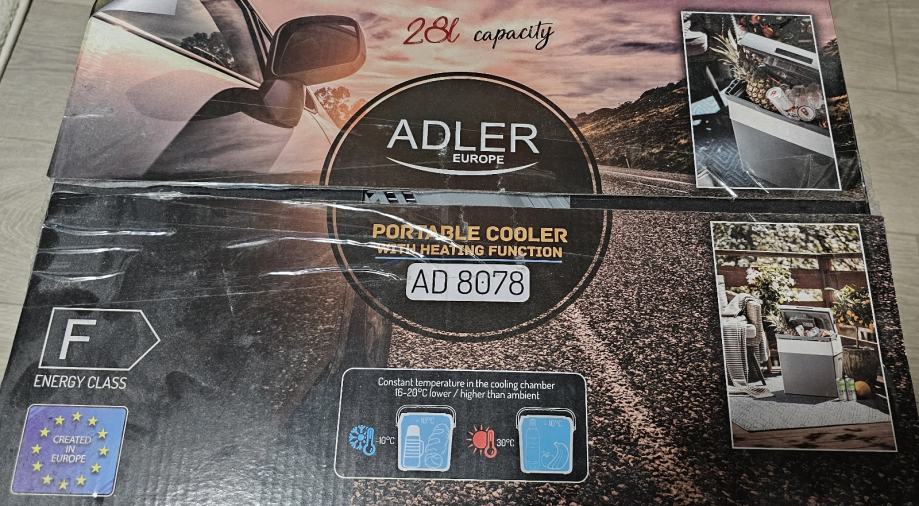 28l capacity
ADLER
EUROPE
PORTABLE COOLER
WITH HEATING FUNCTION
AD 8078
F
ENERGY CLASS
CREATED
IN
EUROPE
Constant temperature in the cooling chamber
16-20°C lower / higher than ambient
30°C